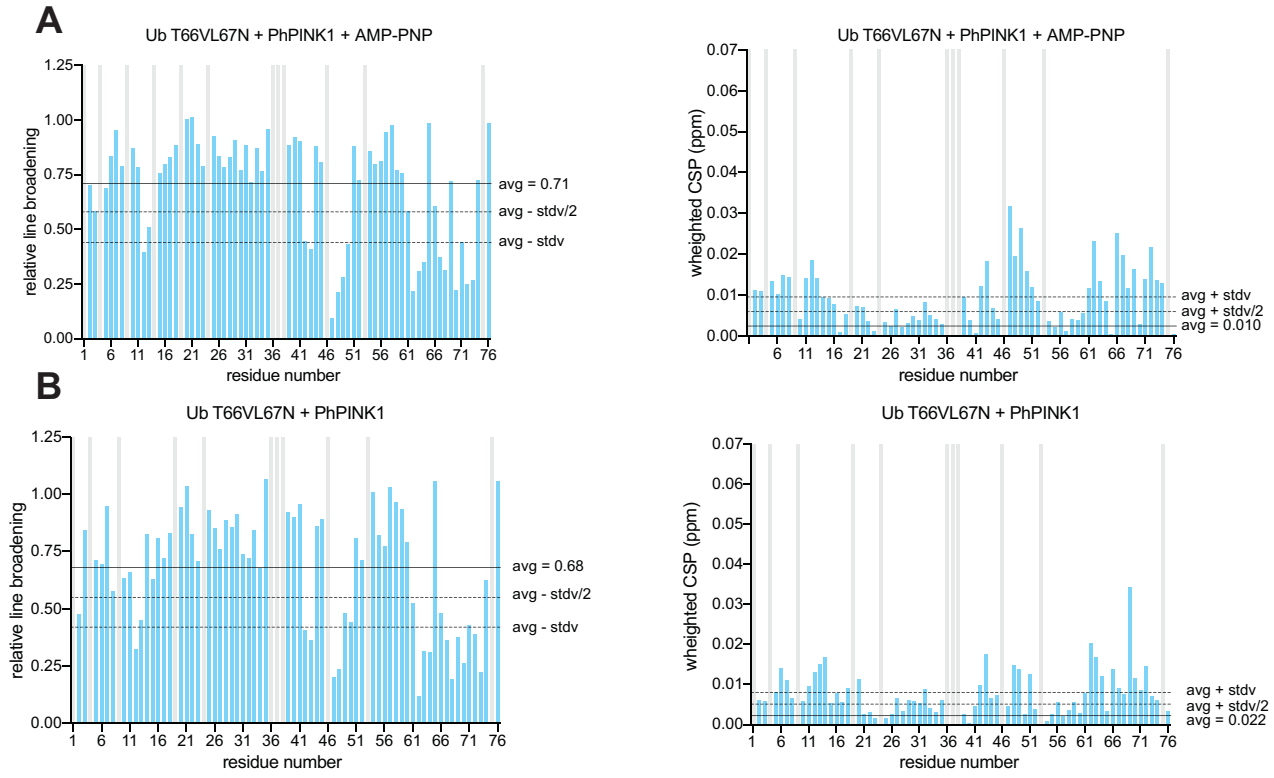 A
Ub T66VL67N + PhPINK1 + AMP-PNP
relative line broadening
1.25
1.00
0.75
0.50
0.25
0.00
avg = 0.71
avg - stdv/2
avg - stdv
1 6 11 16 21 26 31 36 41 46 51 56 61 66 71 76
residue number
Ub T66VL67N + PhPINK1 + AMP-PNP
wheighted CSP (ppm)
0.07
0.06
0.05
0.04
0.03
0.02
0.01
0.00
avg + stdv
avg + stdv/2
avg = 0.010
6 11 16 21 26 31 36 41 46 51 56 61 66 71 76
residue number
B
Ub T66VL67N + PhPINK1
relative line broadening
1.25
1.00
0.75
0.50
0.25
0.00
avg = 0.68
avg - stdv/2
avg - stdv
1 6 11 16 21 26 31 36 41 46 51 56 61 66 71 76
residue number
Ub T66VL67N + PhPINK1
wheighted CSP (ppm)
0.07
0.06
0.05
0.04
0.03
0.02
0.01
0.00
avg + stdv
avg + stdv/2
avg = 0.022
1 6 11 16 21 26 31 36 41 46 51 56 61 66 71 76
residue number